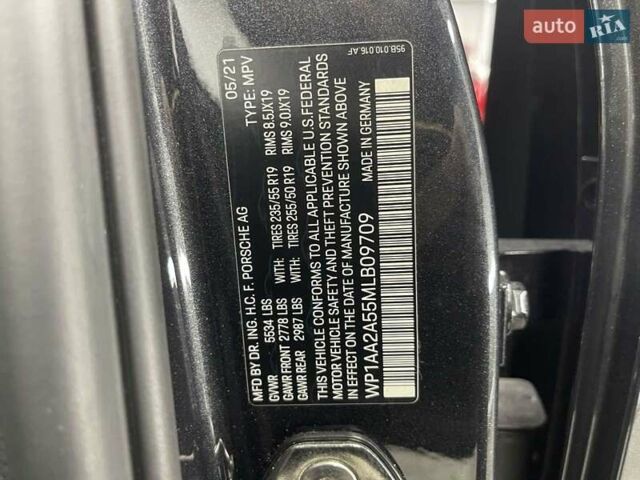 MFD BY DR. ING. H.C. F. PORSCHE AG 05/21
GVWR 5534 LBS TYPE: MPV
GAWR FRONT 2778 LBS WITH: TIRES 235/55 R19 RIMS 8.5JX19
GAWR REAR 2987 LBS WITH: TIRES 255/50 R19 RIMS 9.0JX19
THIS VEHICLE CONFORMS TO ALL APPLICABLE U.S. FEDERAL
MOTOR VEHICLE SAFETY AND THEFT PREVENTION STANDARDS
IN EFFECT ON THE DATE OF MANUFACTURE SHOWN ABOVE
WP1AA2A55MLB09709 MADE IN GERMANY
95B.010.016.AF
auto RIA